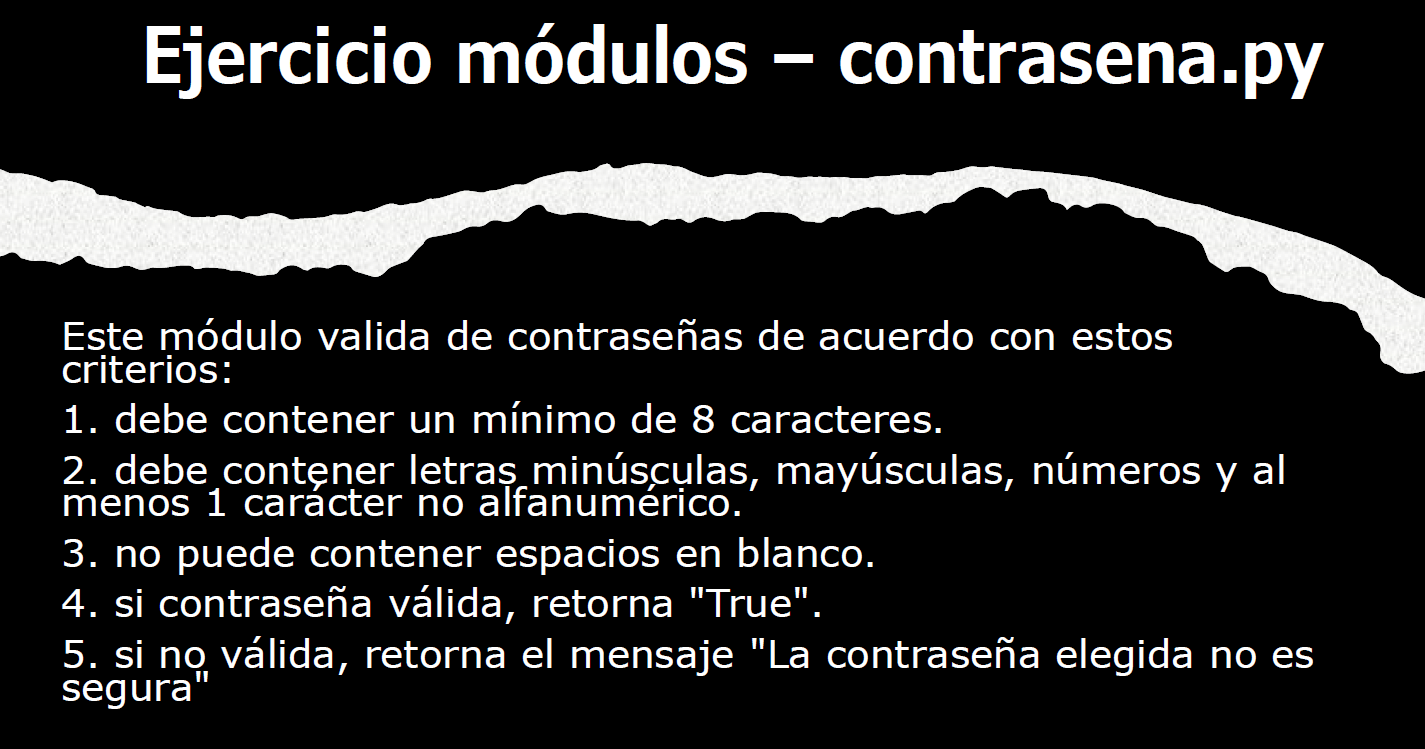 Ejercicio módulos – contrasena.py
Este módulo valida de contraseñas de acuerdo con estos
criterios:
1. debe contener un mínimo de 8 caracteres.
2. debe contener letras minúsculas, mayúsculas, números y al
menos 1 carácter no alfanumérico.
3. no puede contener espacios en blanco.
4. si contraseña válida, retorna "True".
5. si no válida, retorna el mensaje "La contraseña elegida no es
segura"